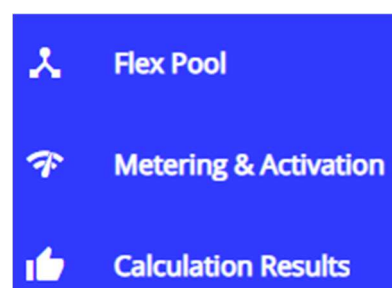 Flex Pool
Metering & Activation
Calculation Results